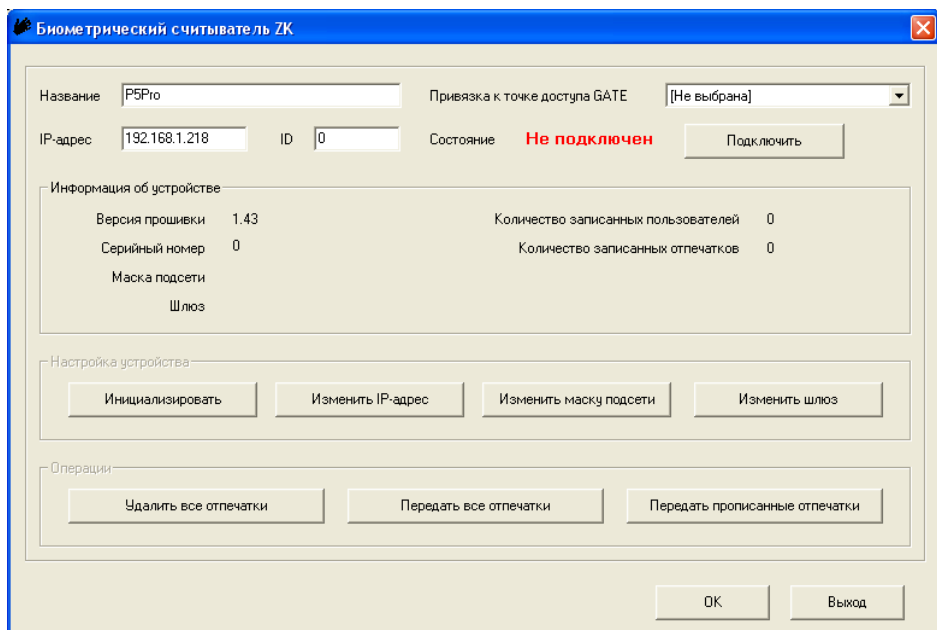 Биометрический считыватель ZK
Название P5Pro Привязка к точке доступа GATE [Не выбрана]
IP-адрес 192.168.1.218 ID 0 Состояние Не подключен Подключить
Информация об устройстве
Версия прошивки 1.43 Количество записанных пользователей 0
Серийный номер 0 Количество записанных отпечатков 0
Маска подсети
Шлюз
Настройка устройства
Инициализировать Изменить IP-адрес Изменить маску подсети Изменить шлюз
Операции
Удалить все отпечатки Передать все отпечатки Передать прописанные отпечатки
OK Выход